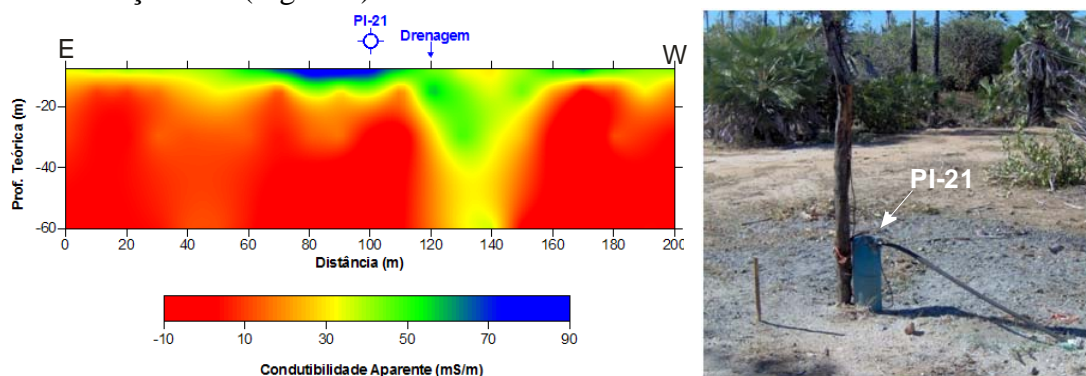 PI-21
Drenagem
E
W
Prof. Teórica (m)
-20
-40
-60
0 20 40 60 80 100 120 140 160 180 200
Distância (m)
-10 10 30 50 70 90
Condutibilidade Aparente (mS/m)
PI-21